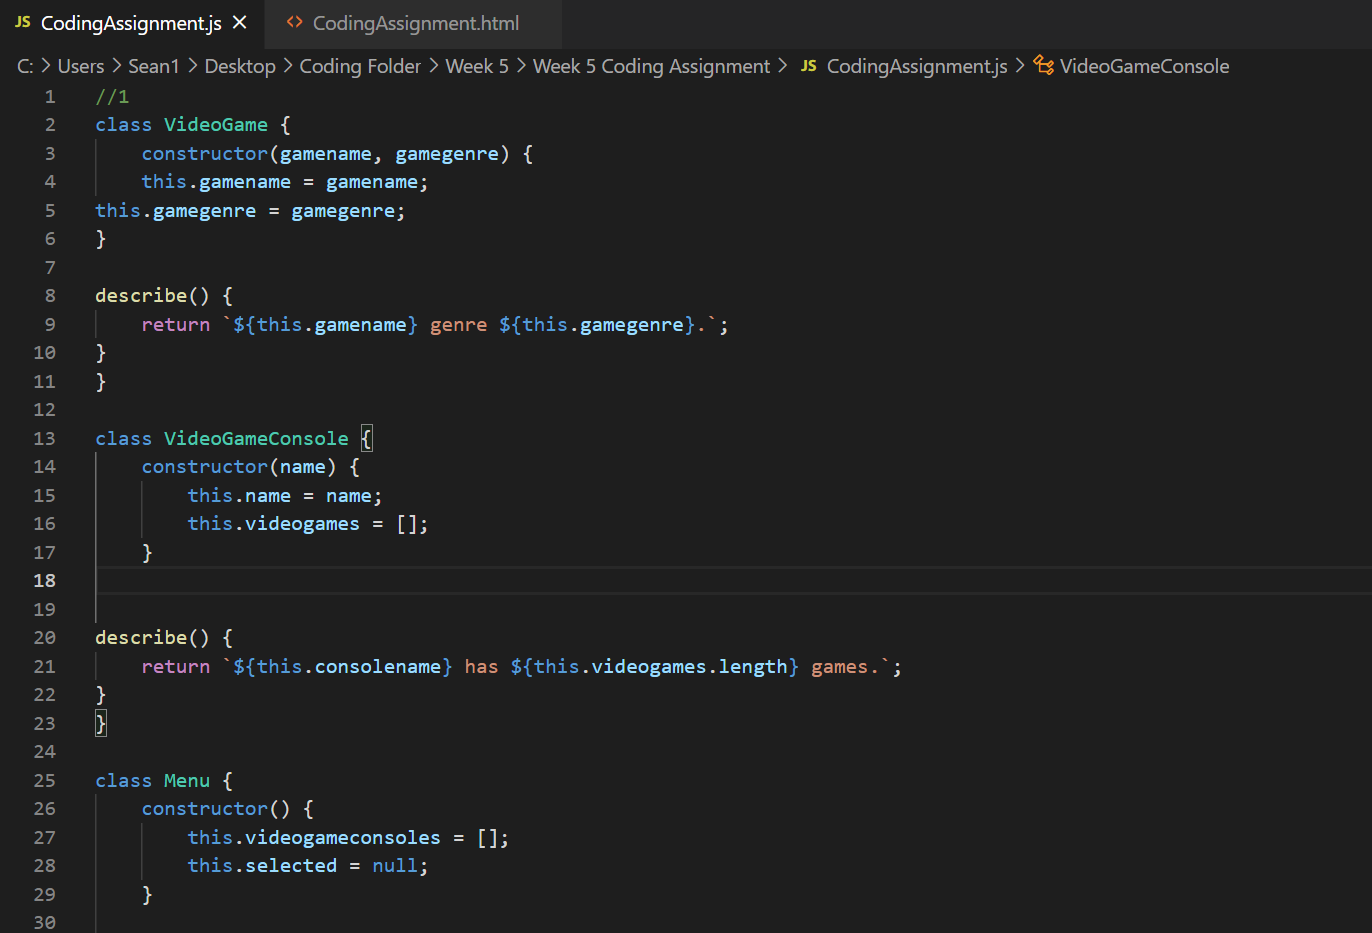 JS CodingAssignment.js × <> CodingAssignment.html
C: > Users > Sean1 > Desktop > Coding Folder > Week 5 > Week 5 Coding Assignment > JS CodingAssignment.js > VideoGameConsole
1 //1
2 class VideoGame {
3     constructor(gamename, gamegenre) {
4     this.gamename = gamename;
5 this.gamegenre = gamegenre;
6 }
7
8 describe() {
9     return `${this.gamename} genre ${this.gamegenre}.`;
10 }
11 }
12
13 class VideoGameConsole {
14     constructor(name) {
15         this.name = name;
16         this.videogames = [];
17     }
18
19
20 describe() {
21     return `${this.consolename} has ${this.videogames.length} games.`;
22 }
23 }
24
25 class Menu {
26     constructor() {
27         this.videogameconsoles = [];
28         this.selected = null;
29     }
30